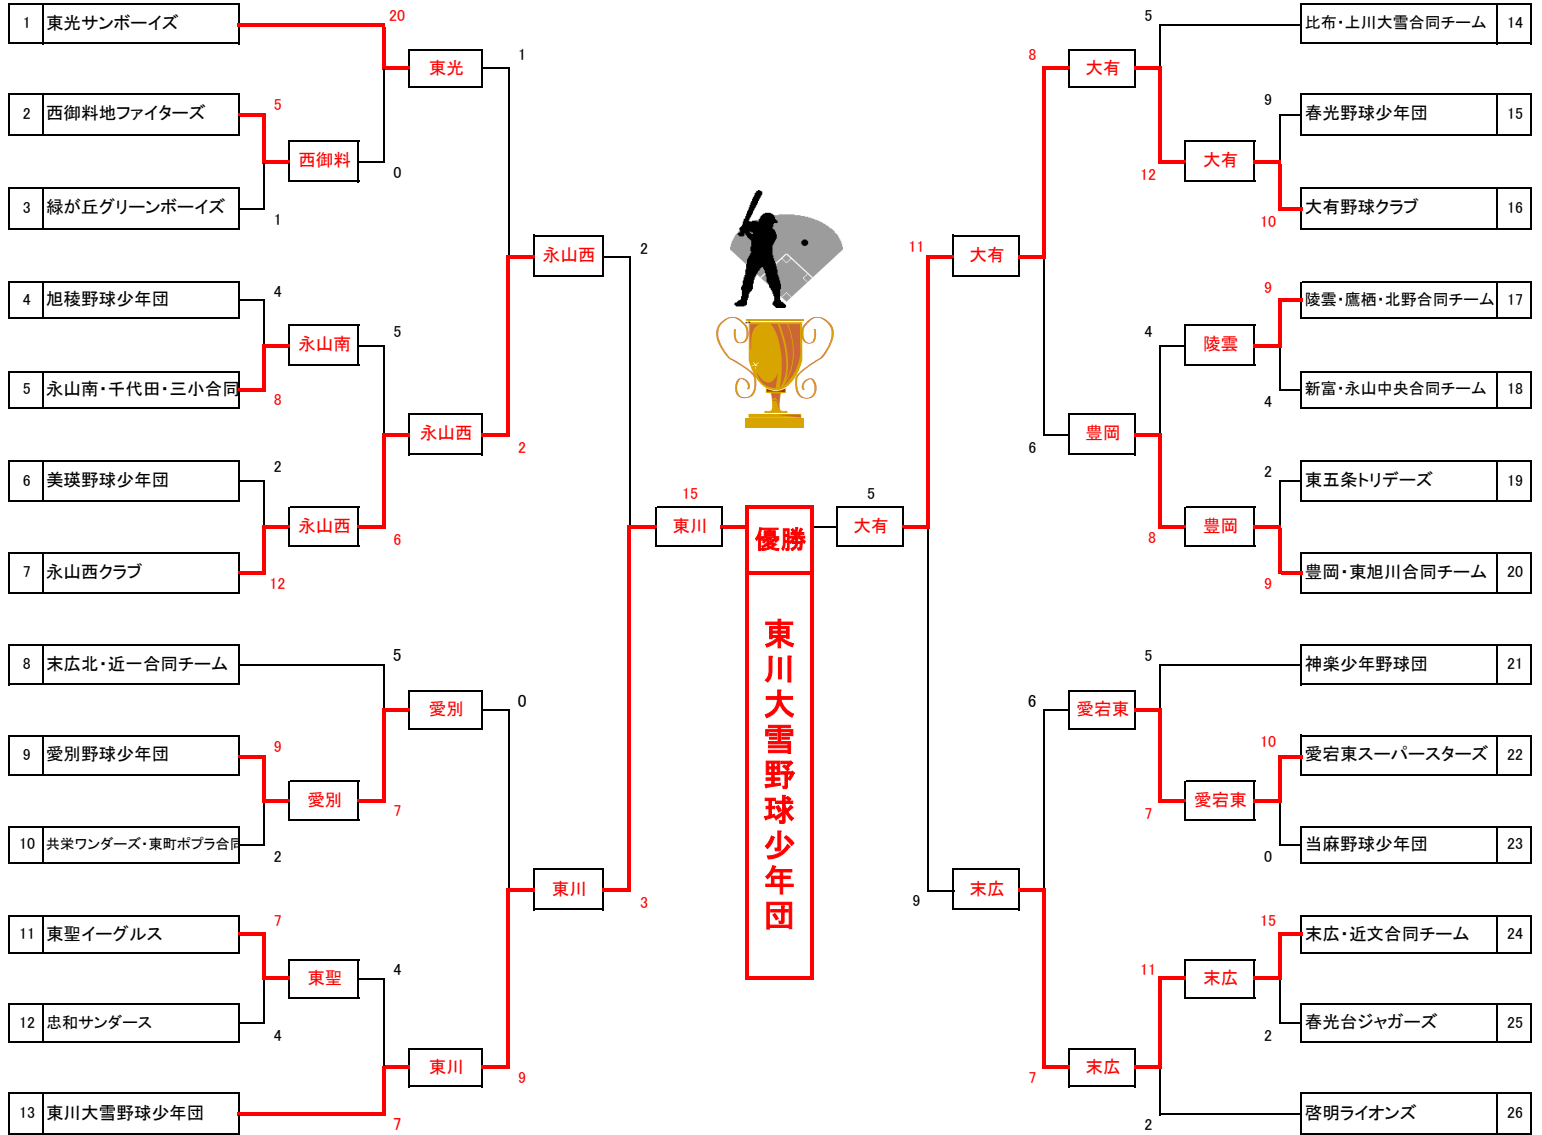 1 東光サンボーイズ
20
東光
1
2 西御料地ファイターズ
5
西御料
0
3 緑が丘グリーンボーイズ
1
永山西
2
4 旭稜野球少年団
4
永山南
5
5 永山南・千代田・三小合同
8
永山西
2
6 美瑛野球少年団
2
永山西
6
7 永山西クラブ
12
東川
15
8 末広北・近一合同チーム
5
愛別
0
9 愛別野球少年団
9
愛別
7
10 共栄ワンダーズ・東町ポプラ合同
2
東川
3
11 東聖イーグルス
7
東聖
4
12 忠和サンダース
4
東川
9
13 東川大雪野球少年団
7
優勝
東川大雪野球少年団
5
比布・上川大雪合同チーム 14
8
大有
9
春光野球少年団 15
大有
12
大有野球クラブ 16
10
11
大有
9
陵雲・鷹栖・北野合同チーム 17
4
陵雲
新富・永山中央合同チーム 18
4
豊岡
6
2
東五条トリデーズ 19
豊岡
8
豊岡・東旭川合同チーム 20
9
5
大有
5
神楽少年野球団 21
6
愛宕東
10
愛宕東スーパースターズ 22
愛宕東
7
当麻野球少年団 23
0
末広
9
15
末広・近文合同チーム 24
11
末広
春光台ジャガーズ 25
2
末広
7
啓明ライオンズ 26
2